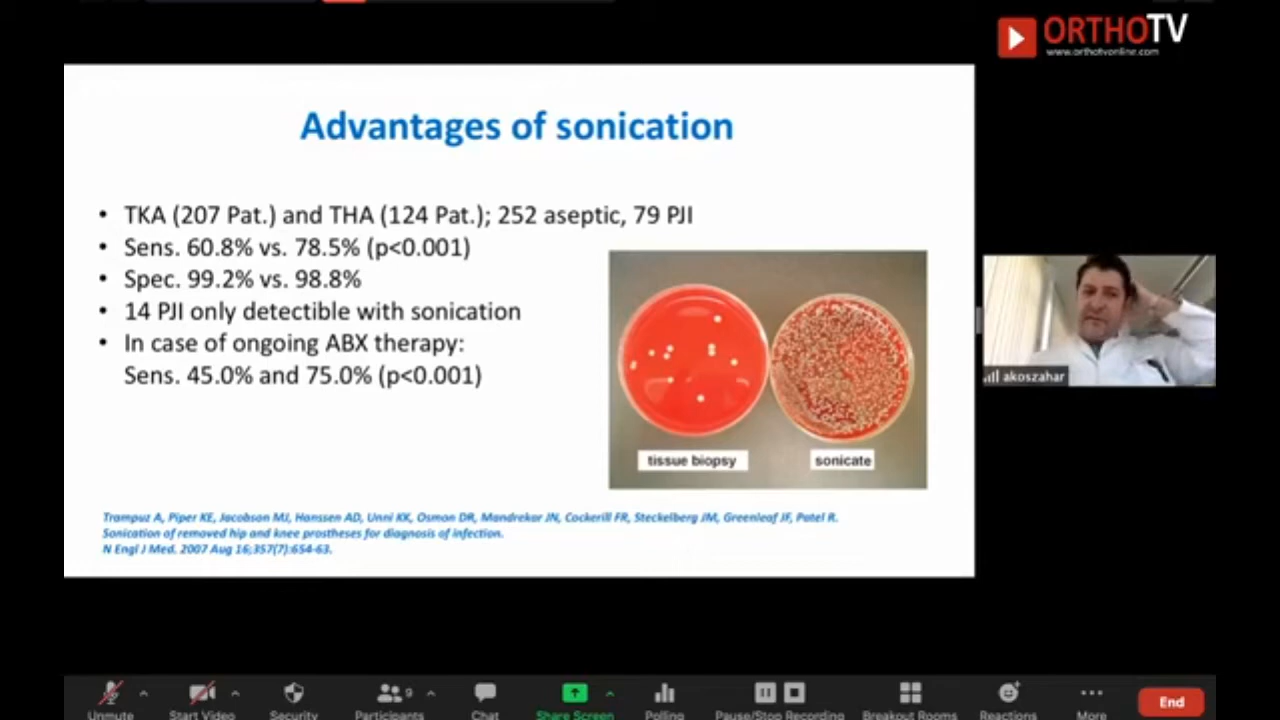 ORTHOTV
www.orthotvonline.com
Advantages of sonication
• TKA (207 Pat.) and THA (124 Pat.); 252 aseptic, 79 PJI
• Sens. 60.8% vs. 78.5% (p<0.001)
• Spec. 99.2% vs. 98.8%
• 14 PJI only detectible with sonication
• In case of ongoing ABX therapy:
Sens. 45.0% and 75.0% (p<0.001)
tissue biopsy
sonicate
akoszahar
Trampuz A, Piper KE, Jacobson MJ, Hanssen AD, Unni KK, Osmon DR, Mandrekar JN, Cockerill FR, Steckelberg JM, Greenleaf JF, Patel R.
Sonication of removed hip and knee prostheses for diagnosis of infection.
N Engl J Med. 2007 Aug 16;357(7):654-63.
9
Unmute
Start Video
Security
Participants
Chat
Share Screen
Polling
Pause/Stop Recording
Breakout Rooms
Reactions
More
End